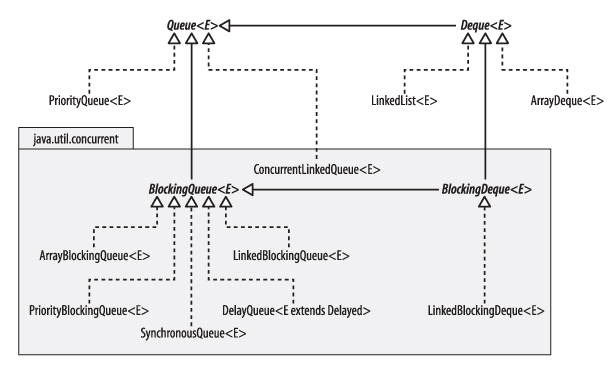 Queue<E>
Deque<E>
PriorityQueue<E>
LinkedList<E>
ArrayDeque<E>
java.util.concurrent
ConcurrentLinkedQueue<E>
BlockingQueue<E>
BlockingDeque<E>
ArrayBlockingQueue<E>
LinkedBlockingQueue<E>
PriorityBlockingQueue<E>
DelayQueue<E extends Delayed>
LinkedBlockingDeque<E>
SynchronousQueue<E>